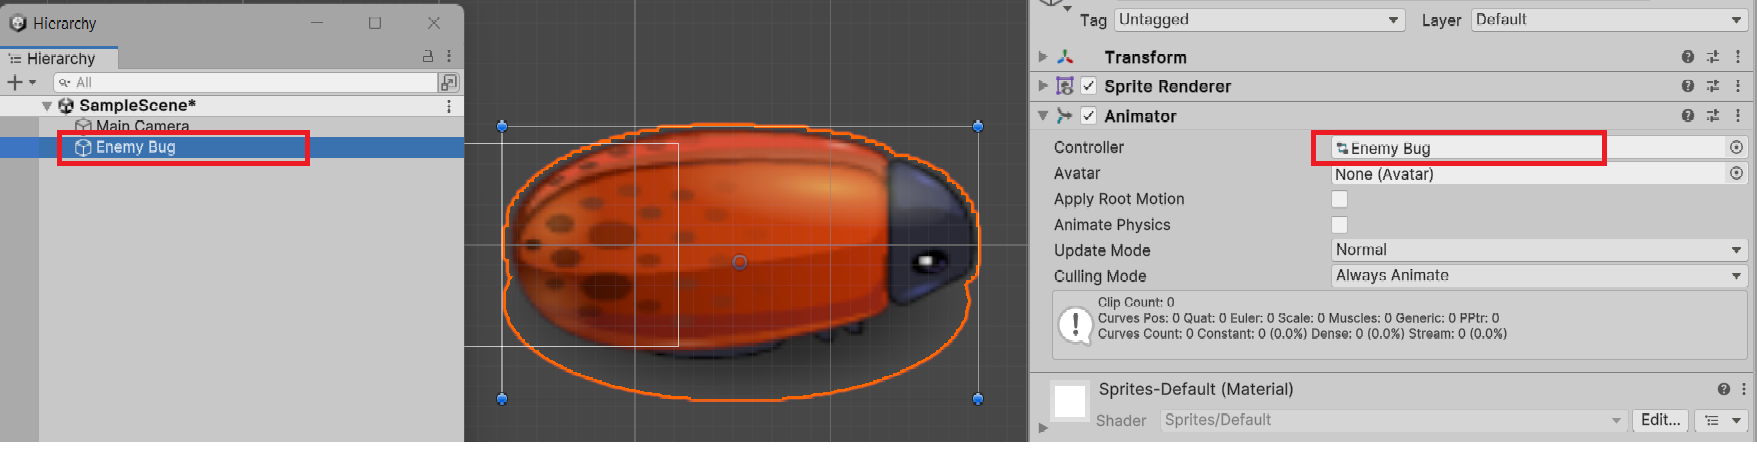 Hierarchy
Hierarchy
All
SampleScene*
Main Camera
Enemy Bug
Tag Untagged Layer Default
Transform
Sprite Renderer
Animator
Controller Enemy Bug
Avatar None (Avatar)
Apply Root Motion
Animate Physics
Update Mode Normal
Culling Mode Always Animate
Clip Count: 0
Curves Pos: 0 Quat: 0 Euler: 0 Scale: 0 Muscles: 0 Generic: 0 PPtr: 0
Curves Count: 0 Constant: 0 (0.0%) Dense: 0 (0.0%) Stream: 0 (0.0%)
Sprites-Default (Material)
Shader Sprites/Default Edit...